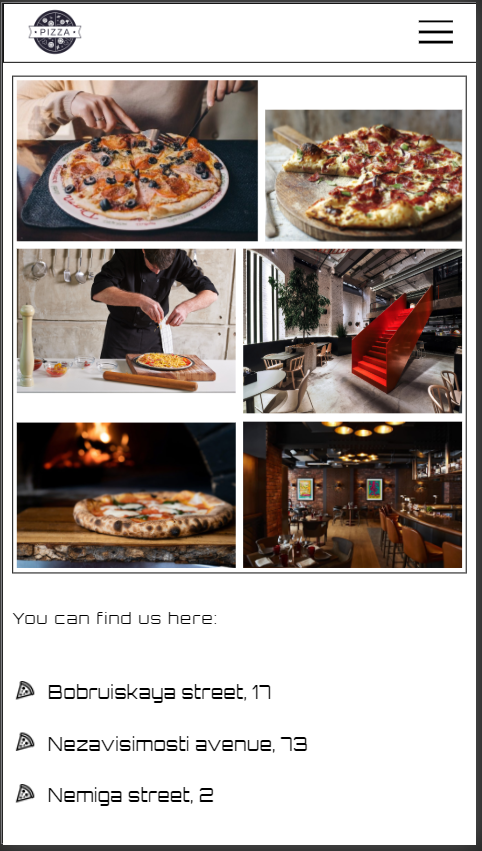 PIZZA
You can find us here:
Bobruiskaya street, 17
Nezavisimosti avenue, 73
Nemiga street, 2